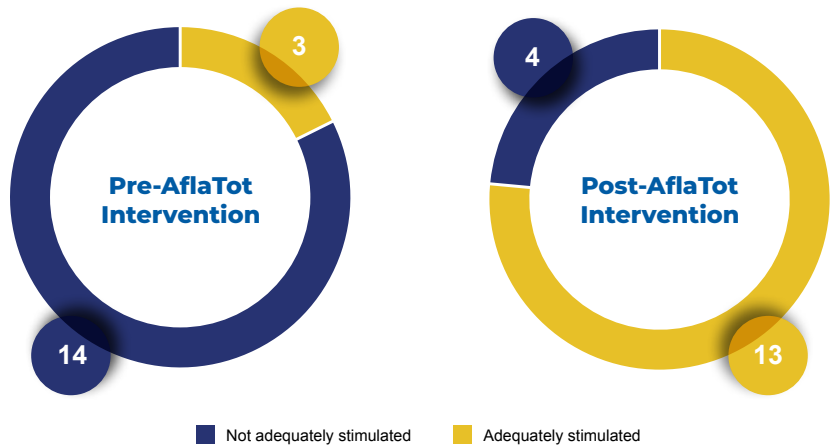 3
Pre-AflaTot
Intervention
14
4
Post-AflaTot
Intervention
13
Not adequately stimulated
Adequately stimulated